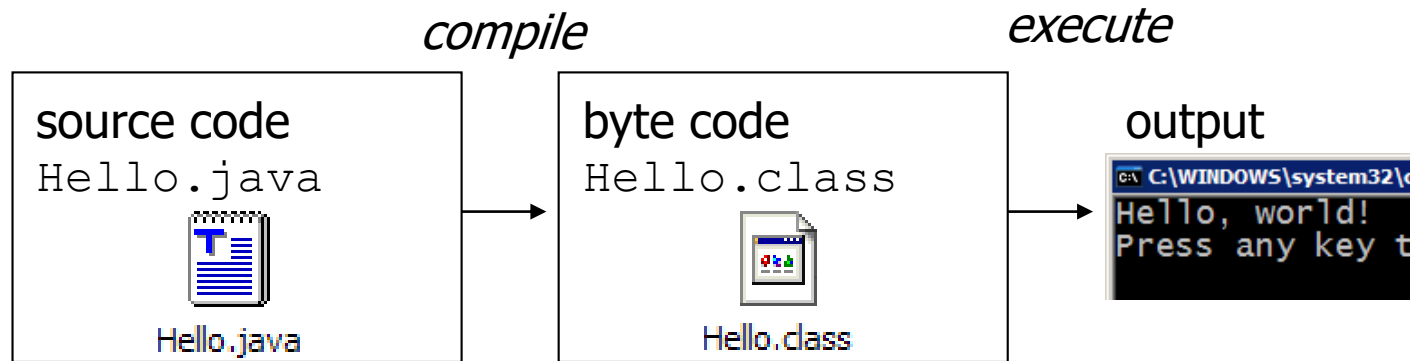 compile
execute
source code
Hello.java
Hello.java
byte code
Hello.class
Hello.class
output
C:\WINDOWS\system32\c
Hello, world!
Press any key t